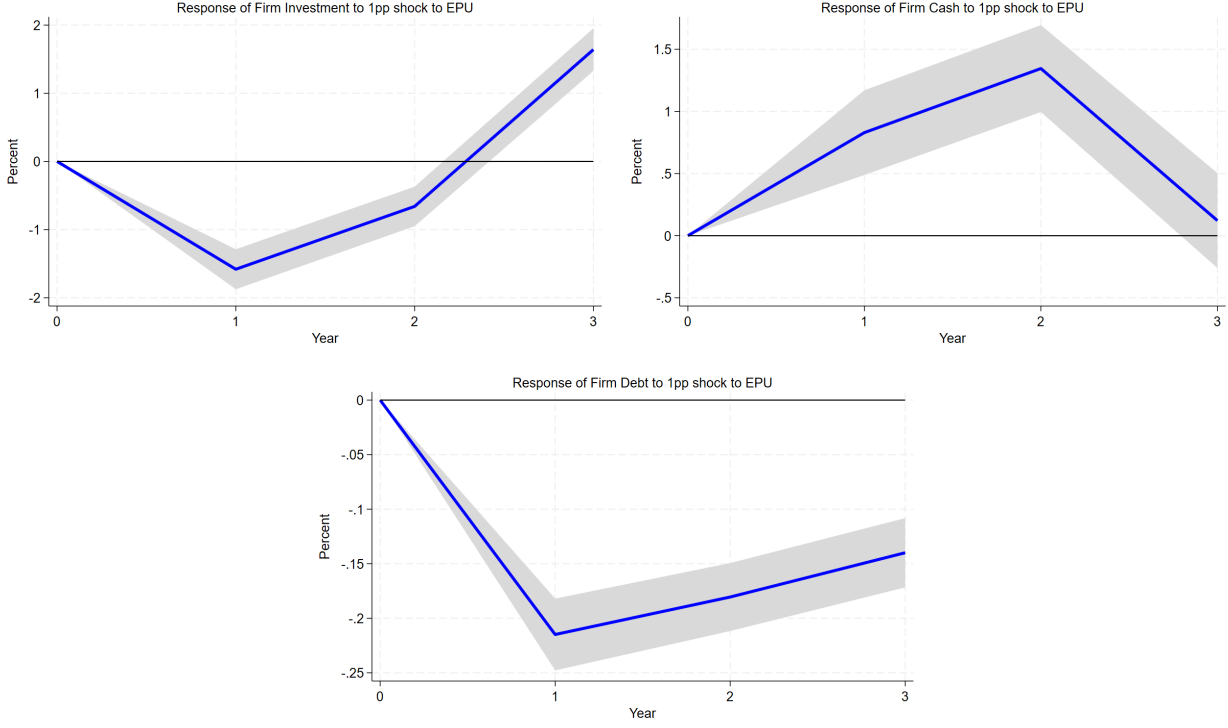 Response of Firm Investment to 1pp shock to EPU
2
1
0
-1
-2
Percent
0 1 2 3
Year
Response of Firm Cash to 1pp shock to EPU
1.5
1
.5
0
-.5
Percent
0 1 2 3
Year
Response of Firm Debt to 1pp shock to EPU
0
-.05
-.1
-.15
-.2
-.25
Percent
0 1 2 3
Year